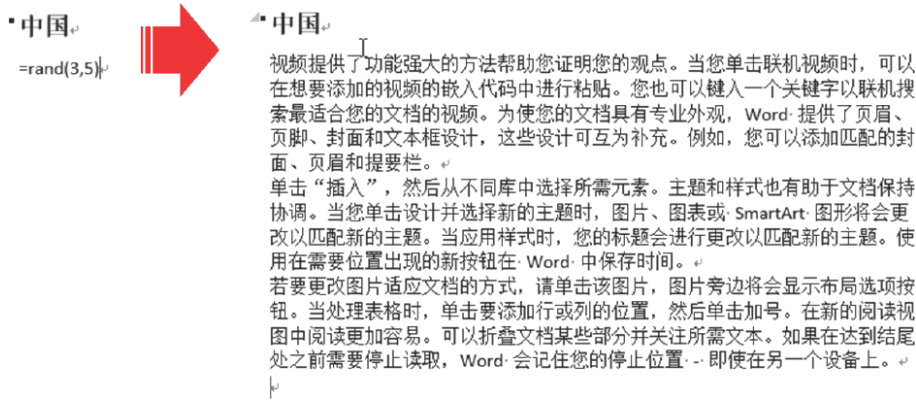 中国
=rand(3,5)
中国
视频提供了功能强大的方法帮助您证明您的观点。当您单击联机视频时，可以
在想要添加的视频的嵌入代码中进行粘贴。您也可以键入一个关键字以联机搜
索最适合您的文档的视频。为使您的文档具有专业外观，Word 提供了页眉、
页脚、封面和文本框设计，这些设计可互为补充。例如，您可以添加匹配的封
面、页眉和提要栏。
单击“插入”，然后从不同库中选择所需元素。主题和样式也有助于文档保持
协调。当您单击设计并选择新的主题时，图片、图表或 SmartArt 图形将会更
改以匹配新的主题。当应用样式时，您的标题会进行更改以匹配新的主题。使
用在需要位置出现的新按钮在 Word 中保存时间。
若要更改图片适应文档的方式，请单击该图片，图片旁边将会显示布局选项按
钮。当处理表格时，单击要添加行或列的位置，然后单击加号。在新的阅读视
图中阅读更加容易。可以折叠文档某些部分并关注所需文本。如果在达到结尾
处之前需要停止读取，Word 会记住您的停止位置 - 即使在另一个设备上。